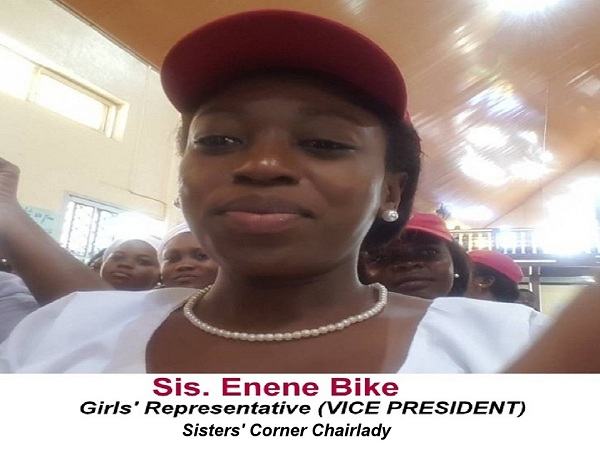 Sis. Enene Bike
Girls' Representative (VICE PRESIDENT)
Sisters' Corner Chairlady